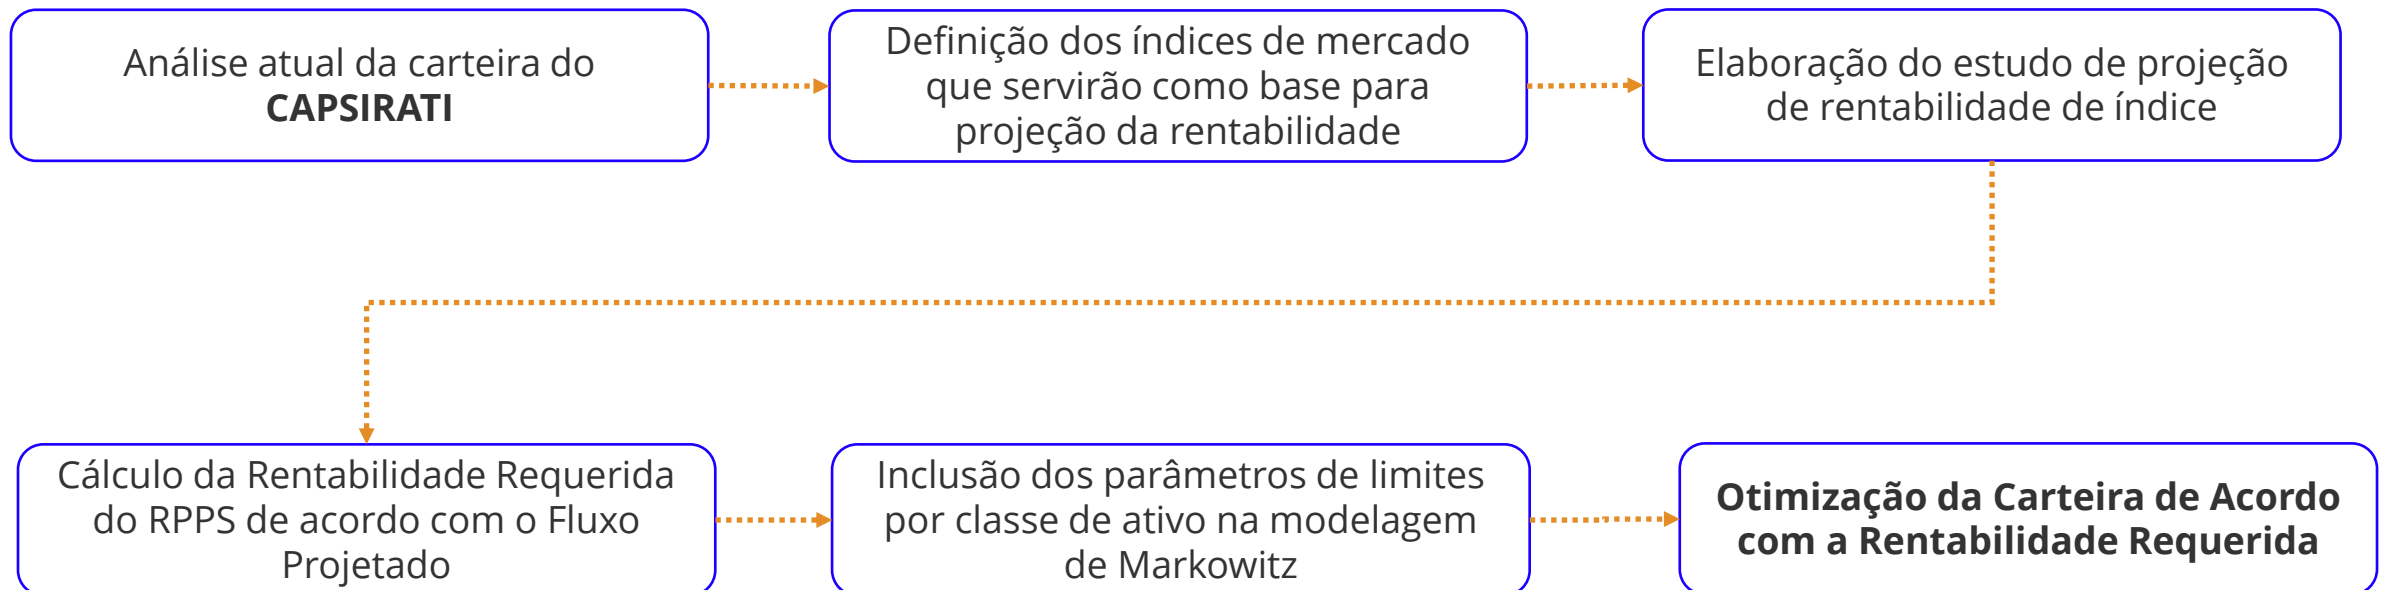 Análise atual da carteira do
CAPSIRATI
Definição dos índices de mercado
que servirão como base para
projeção da rentabilidade
Elaboração do estudo de projeção
de rentabilidade de índice
Cálculo da Rentabilidade Requerida
do RPPS de acordo com o Fluxo
Projetado
Inclusão dos parâmetros de limites
por classe de ativo na modelagem
de Markowitz
Otimização da Carteira de Acordo
com a Rentabilidade Requerida